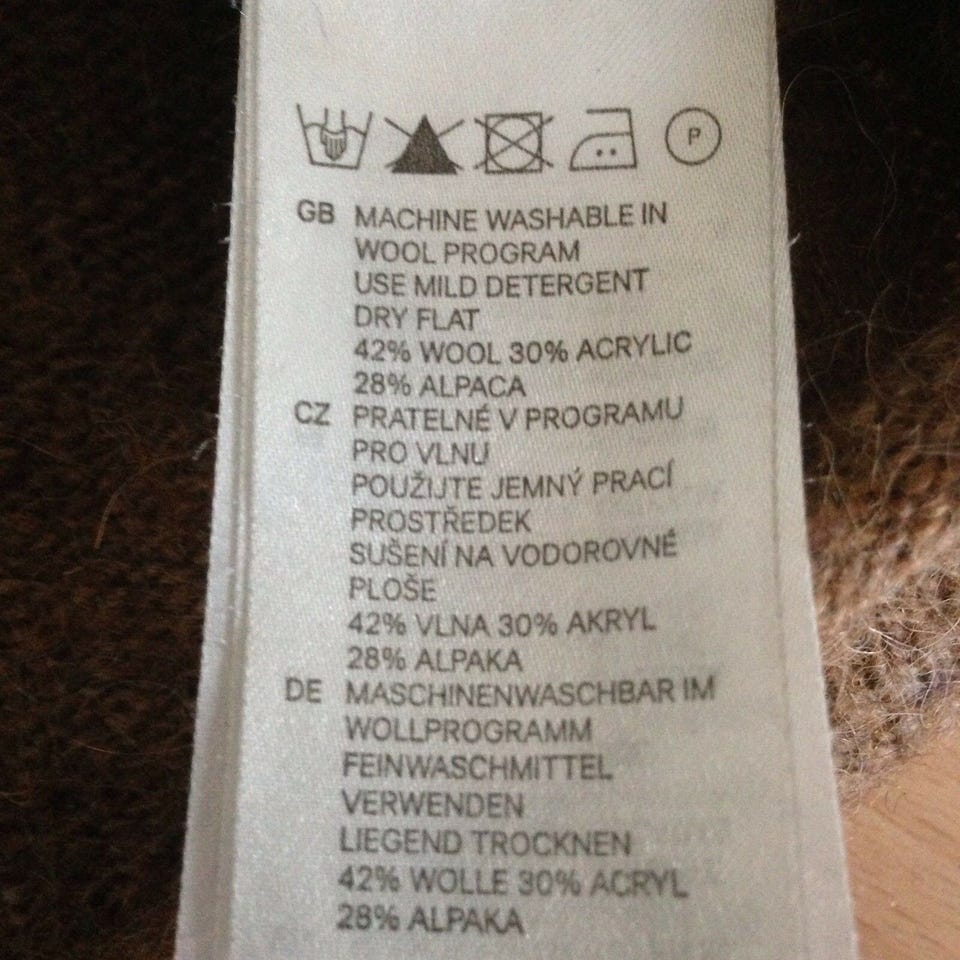 P
GB MACHINE WASHABLE IN
WOOL PROGRAM
USE MILD DETERGENT
DRY FLAT
42% WOOL 30% ACRYLIC
28% ALPACA
CZ PRATELNÉ V PROGRAMU
PRO VLNU
POUŽIJTE JEMNÝ PRACÍ
PROSTŘEDEK
SUŠENÍ NA VODOROVNÉ
PLOŠE
42% VLNA 30% AKRYL
28% ALPAKA
DE MASCHINENWASCHBAR IM
WOLLPROGRAMM
FEINWASCHMITTEL
VERWENDEN
LIEGEND TROCKNEN
42% WOLLE 30% ACRYL
28% ALPAKA